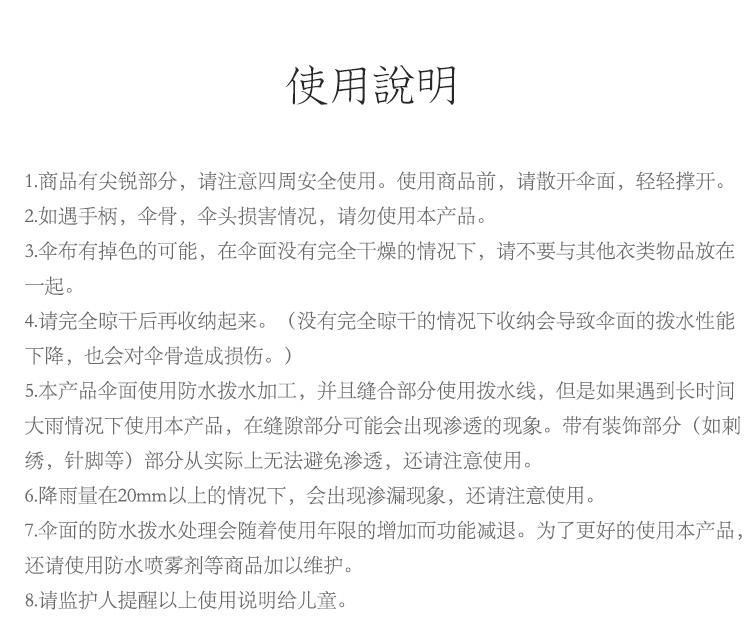 使用說明
1.商品有尖锐部分，请注意四周安全使用。使用商品前，请散开伞面，轻轻撑开。
2.如遇手柄，伞骨，伞头损害情况，请勿使用本产品。
3.伞布有掉色的可能，在伞面没有完全干燥的情况下，请不要与其他衣类物品放在
一起。
4.请完全晾干后再收纳起来。（没有完全晾干的情况下收纳会导致伞面的拨水性能
下降，也会对伞骨造成损伤。）
5.本产品伞面使用防水拨水加工，并且缝合部分使用拨水线，但是如果遇到长时间
大雨情况下使用本产品，在缝隙部分可能会出现渗透的现象。带有装饰部分（如刺
绣，针脚等）部分从实际上无法避免渗透，还请注意使用。
6.降雨量在20mm以上的情况下，会出现渗漏现象，还请注意使用。
7.伞面的防水拨水处理会随着使用年限的增加而功能减退。为了更好的使用本产品，
还请使用防水喷雾剂等商品加以维护。
8.请监护人提醒以上使用说明给儿童。